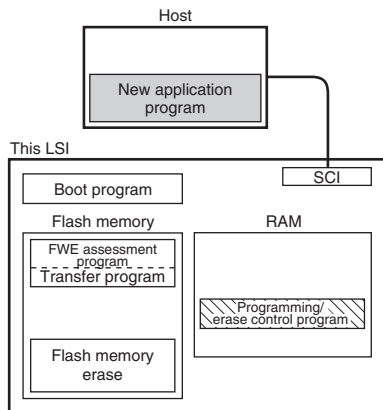 Host
New application
program
This LSI
SCI
Boot program
Flash memory
RAM
FWE assessment
program
Transfer program
Programming/
erase control program
Flash memory
erase